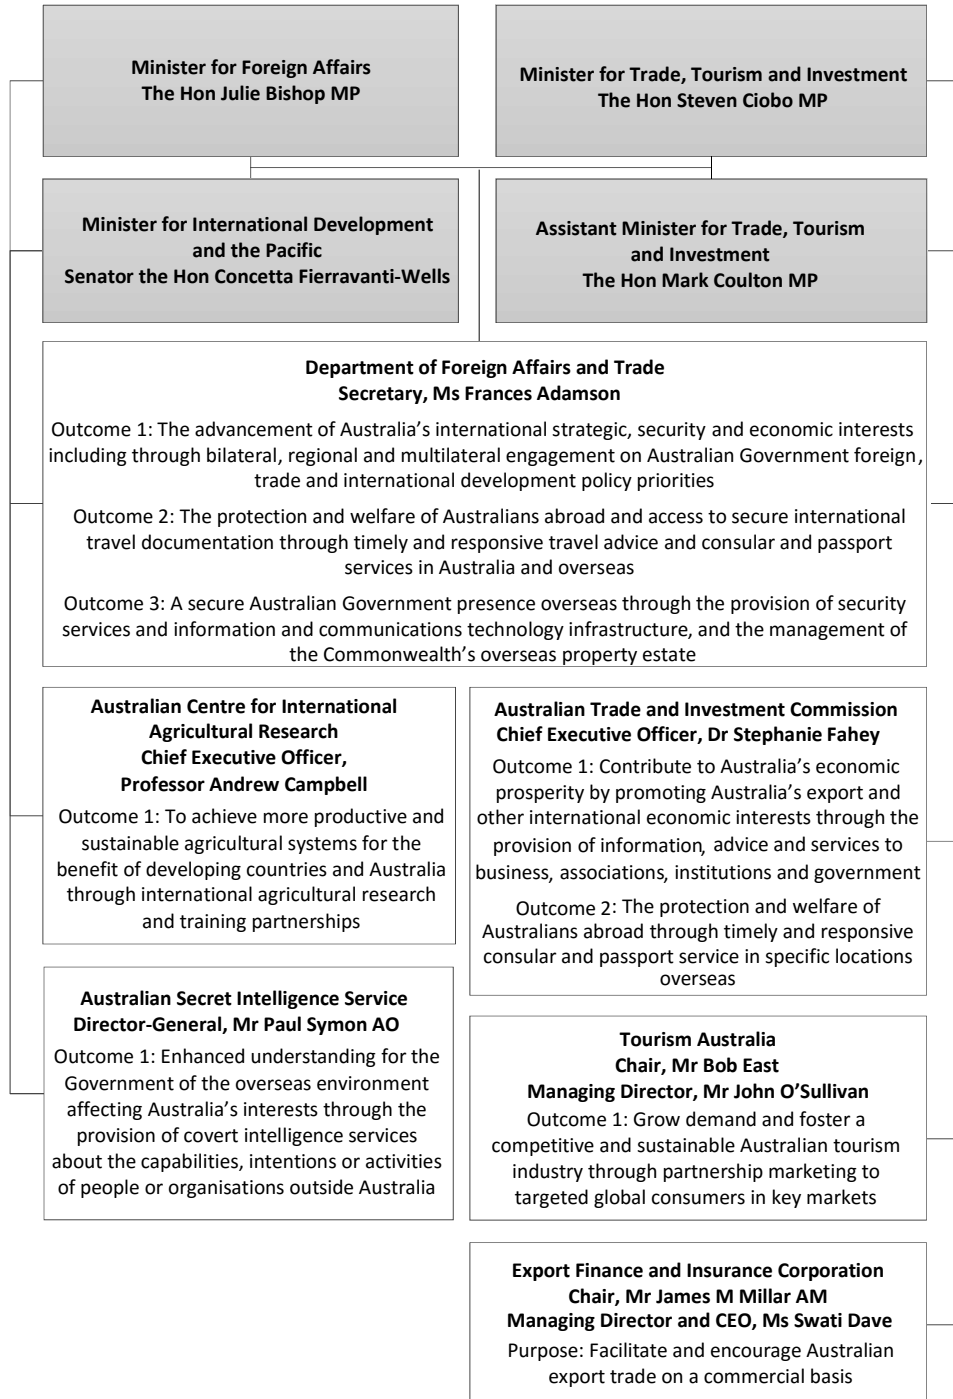 Minister for Foreign Affairs
The Hon Julie Bishop MP
Minister for Trade, Tourism and Investment
The Hon Steven Ciobo MP
Minister for International Development
and the Pacific
Senator the Hon Concetta Fierravanti-Wells
Assistant Minister for Trade, Tourism
and Investment
The Hon Mark Coulton MP
Department of Foreign Affairs and Trade
Secretary, Ms Frances Adamson
Outcome 1: The advancement of Australia's international strategic, security and economic interests
including through bilateral, regional and multilateral engagement on Australian Government foreign,
trade and international development policy priorities
Outcome 2: The protection and welfare of Australians abroad and access to secure international
travel documentation through timely and responsive travel advice and consular and passport
services in Australia and overseas
Outcome 3: A secure Australian Government presence overseas through the provision of security
services and information and communications technology infrastructure, and the management of
the Commonwealth's overseas property estate
Australian Centre for International
Agricultural Research
Chief Executive Officer,
Professor Andrew Campbell
Outcome 1: To achieve more productive and
sustainable agricultural systems for the
benefit of developing countries and Australia
through international agricultural research
and training partnerships
Australian Trade and Investment Commission
Chief Executive Officer, Dr Stephanie Fahey
Outcome 1: Contribute to Australia's economic
prosperity by promoting Australia's export and
other international economic interests through the
provision of information, advice and services to
business, associations, institutions and government
Outcome 2: The protection and welfare of
Australians abroad through timely and responsive
consular and passport service in specific locations
overseas
Australian Secret Intelligence Service
Director-General, Mr Paul Symon AO
Outcome 1: Enhanced understanding for the
Government of the overseas environment
affecting Australia's interests through the
provision of covert intelligence services
about the capabilities, intentions or activities
of people or organisations outside Australia
Tourism Australia
Chair, Mr Bob East
Managing Director, Mr John O'Sullivan
Outcome 1: Grow demand and foster a
competitive and sustainable Australian tourism
industry through partnership marketing to
targeted global consumers in key markets
Export Finance and Insurance Corporation
Chair, Mr James M Millar AM
Managing Director and CEO, Ms Swati Dave
Purpose: Facilitate and encourage Australian
export trade on a commercial basis